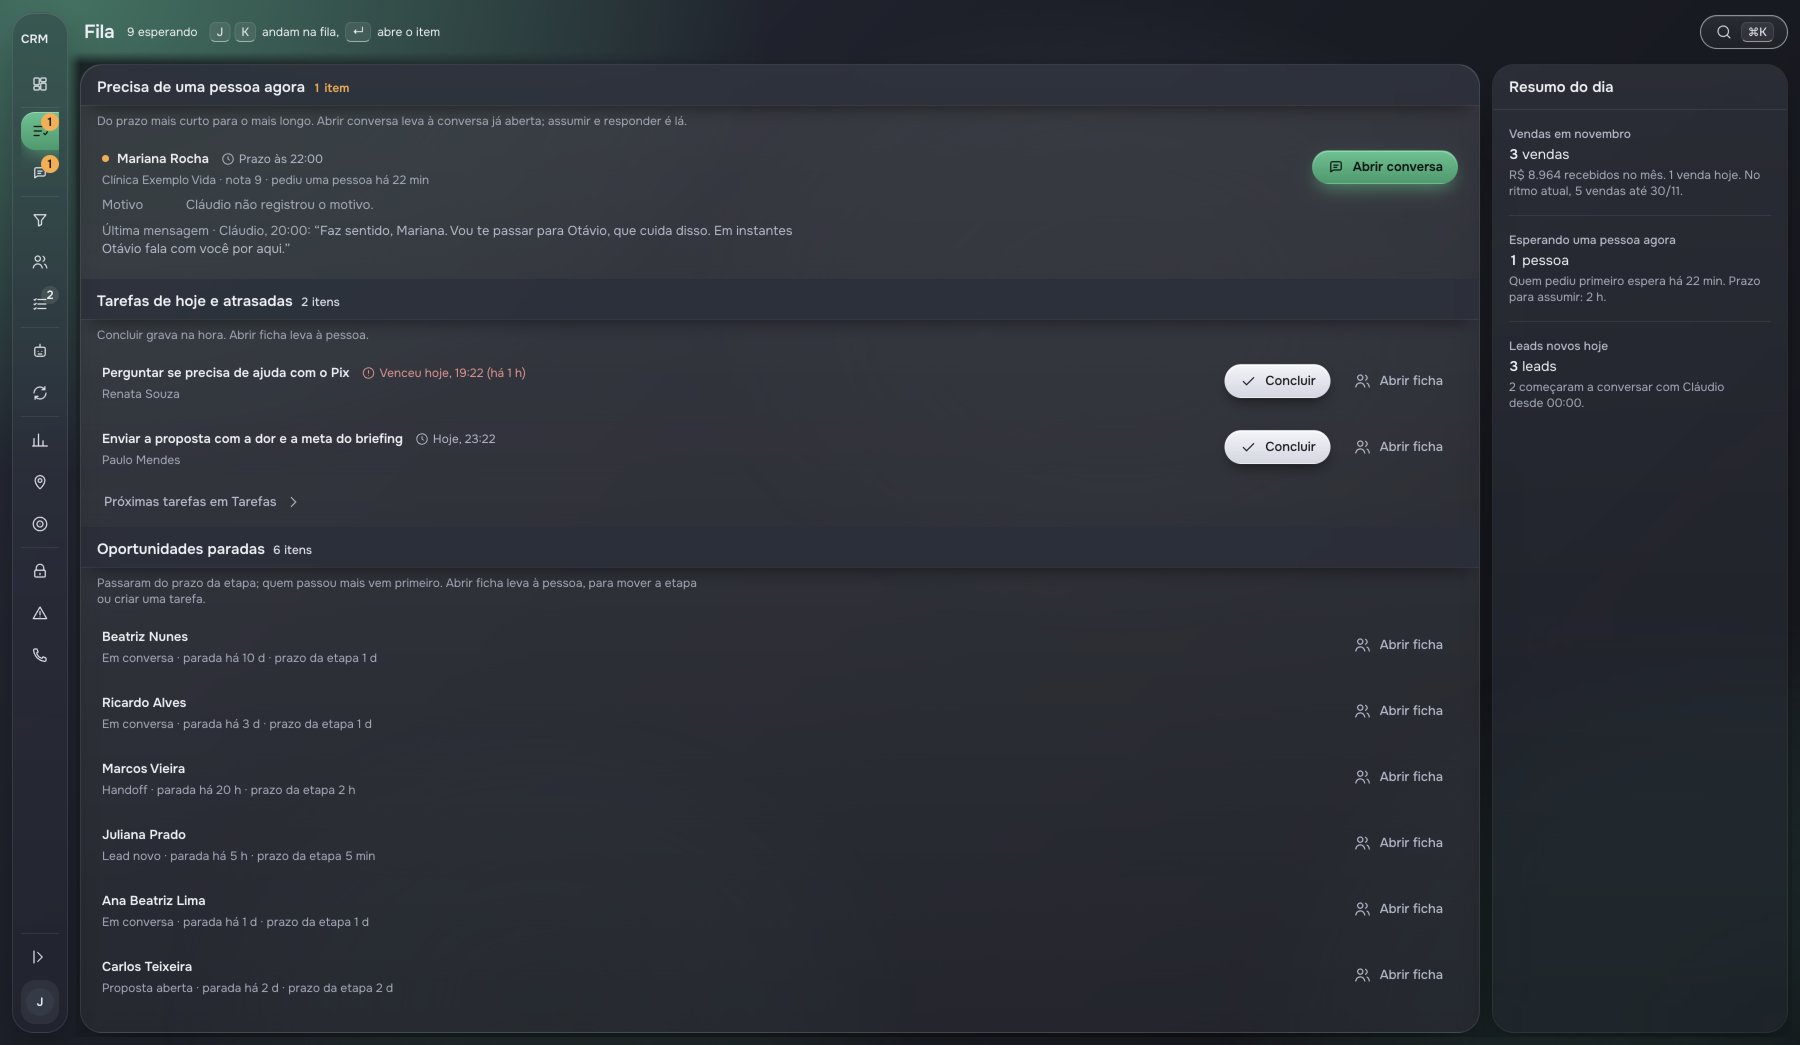 CRM
Fila 9 esperando J K andam na fila, ↵ abre o item
⌘K
1
1
2
J
Precisa de uma pessoa agora 1 item
Do prazo mais curto para o mais longo. Abrir conversa leva à conversa já aberta; assumir e responder é lá.
Mariana Rocha Prazo às 22:00
Clínica Exemplo Vida · nota 9 · pediu uma pessoa há 22 min
Abrir conversa
Motivo Cláudio não registrou o motivo.
Última mensagem · Cláudio, 20:00: “Faz sentido, Mariana. Vou te passar para Otávio, que cuida disso. Em instantes
Otávio fala com você por aqui.”
Tarefas de hoje e atrasadas 2 itens
Concluir grava na hora. Abrir ficha leva à pessoa.
Perguntar se precisa de ajuda com o Pix Venceu hoje, 19:22 (há 1 h)
Renata Souza
Concluir Abrir ficha
Enviar a proposta com a dor e a meta do briefing Hoje, 23:22
Paulo Mendes
Concluir Abrir ficha
Próximas tarefas em Tarefas
Oportunidades paradas 6 itens
Passaram do prazo da etapa; quem passou mais vem primeiro. Abrir ficha leva à pessoa, para mover a etapa
ou criar uma tarefa.
Beatriz Nunes
Em conversa · parada há 10 d · prazo da etapa 1 d
Abrir ficha
Ricardo Alves
Em conversa · parada há 3 d · prazo da etapa 1 d
Abrir ficha
Marcos Vieira
Handoff · parada há 20 h · prazo da etapa 2 h
Abrir ficha
Juliana Prado
Lead novo · parada há 5 h · prazo da etapa 5 min
Abrir ficha
Ana Beatriz Lima
Em conversa · parada há 1 d · prazo da etapa 1 d
Abrir ficha
Carlos Teixeira
Proposta aberta · parada há 2 d · prazo da etapa 2 d
Abrir ficha
Resumo do dia
Vendas em novembro
3 vendas
R$ 8.964 recebidos no mês. 1 venda hoje. No
ritmo atual, 5 vendas até 30/11.
Esperando uma pessoa agora
1 pessoa
Quem pediu primeiro espera há 22 min. Prazo
para assumir: 2 h.
Leads novos hoje
3 leads
2 começaram a conversar com Cláudio
desde 00:00.